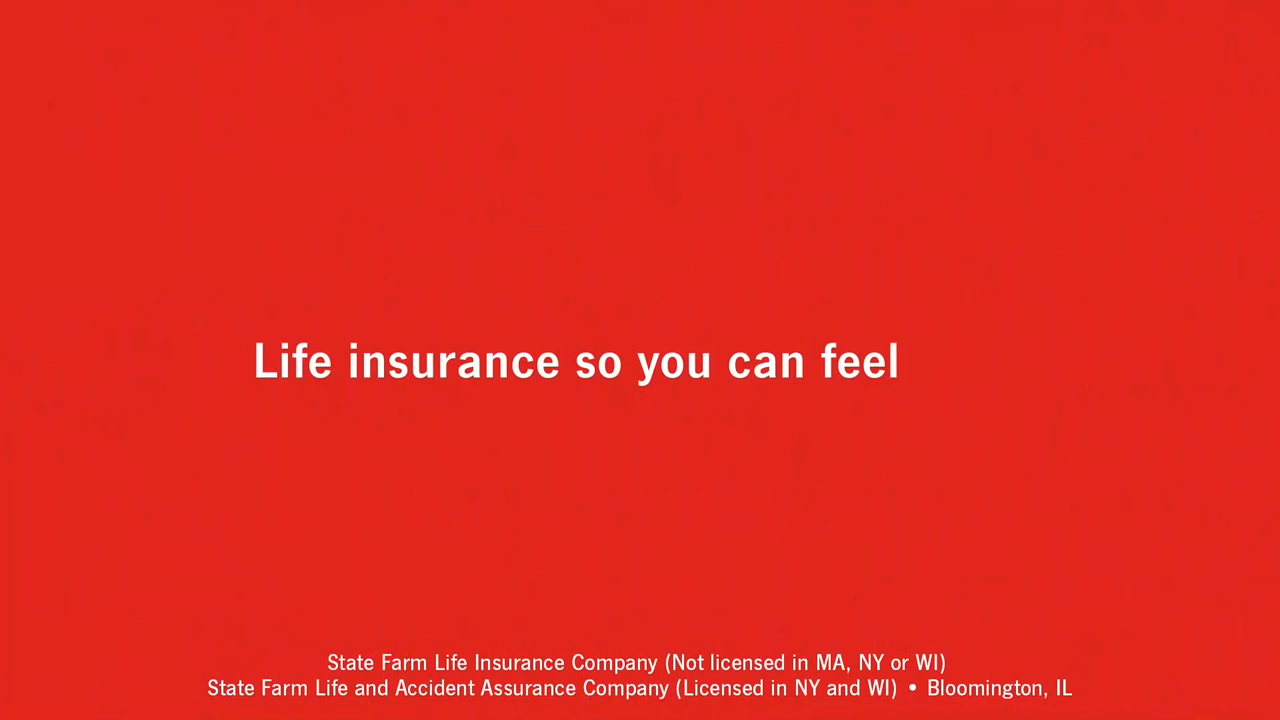 Life insurance so you can feel
State Farm Life Insurance Company (Not licensed in MA, NY or WI)
State Farm Life and Accident Assurance Company (Licensed in NY and WI) • Bloomington, IL